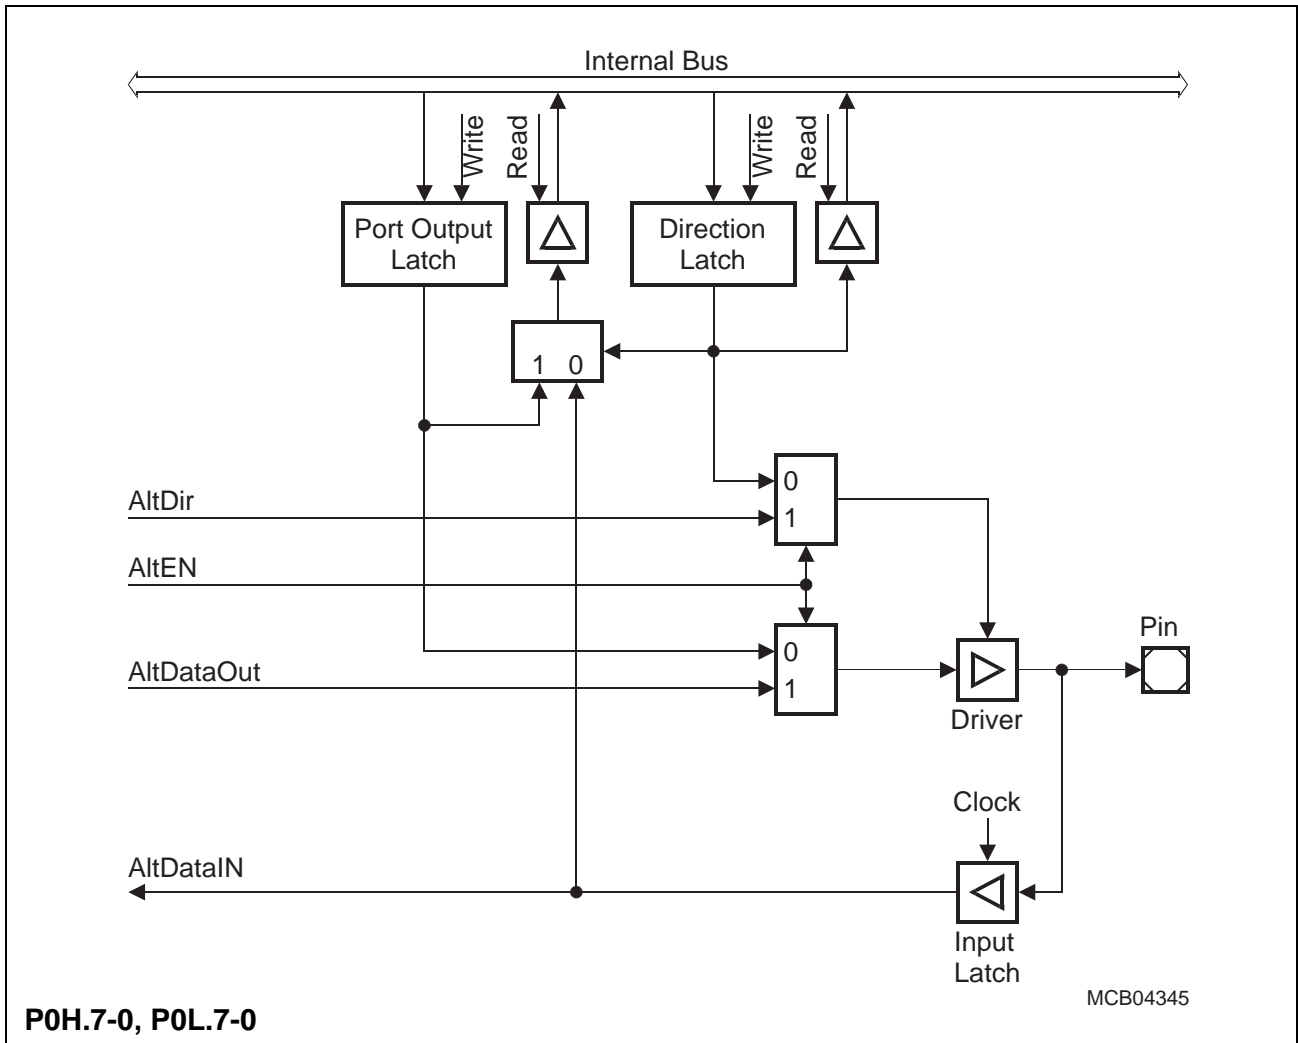 Internal Bus
Write
Read
Write
Read
Port Output
Latch
Direction
Latch
1 0
0
1
AltDir
AltEN
0
1
AltDataOut
Pin
Driver
Clock
AltDataIN
Input
Latch
MCB04345
P0H.7-0, P0L.7-0